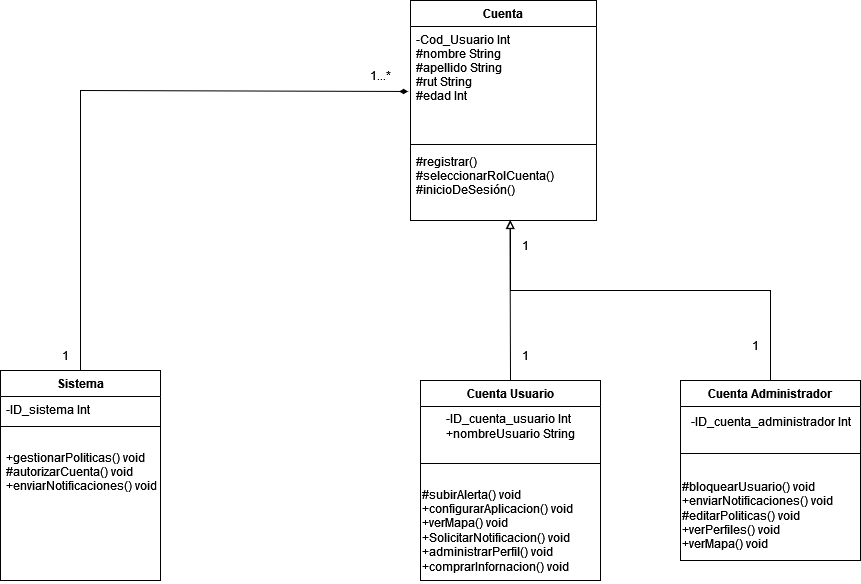 Cuenta
-Cod_Usuario Int
#nombre String
#apellido String
#rut String
#edad Int
#registrar()
#seleccionarRolCuenta()
#inicioDeSesión()
1...*
1
1
1
1
Sistema
-ID_sistema Int
+gestionarPoliticas() void
#autorizarCuenta() void
+enviarNotificaciones() void
Cuenta Usuario
-ID_cuenta_usuario Int
+nombreUsuario String
#subirAlerta() void
+configurarAplicacion() void
+verMapa() void
+SolicitarNotificacion() void
+administrarPerfil() void
+comprarInfornacion() void
Cuenta Administrador
-ID_cuenta_administrador Int
#bloquearUsuario() void
+enviarNotificaciones() void
#editarPoliticas() void
+verPerfiles() void
+verMapa() void